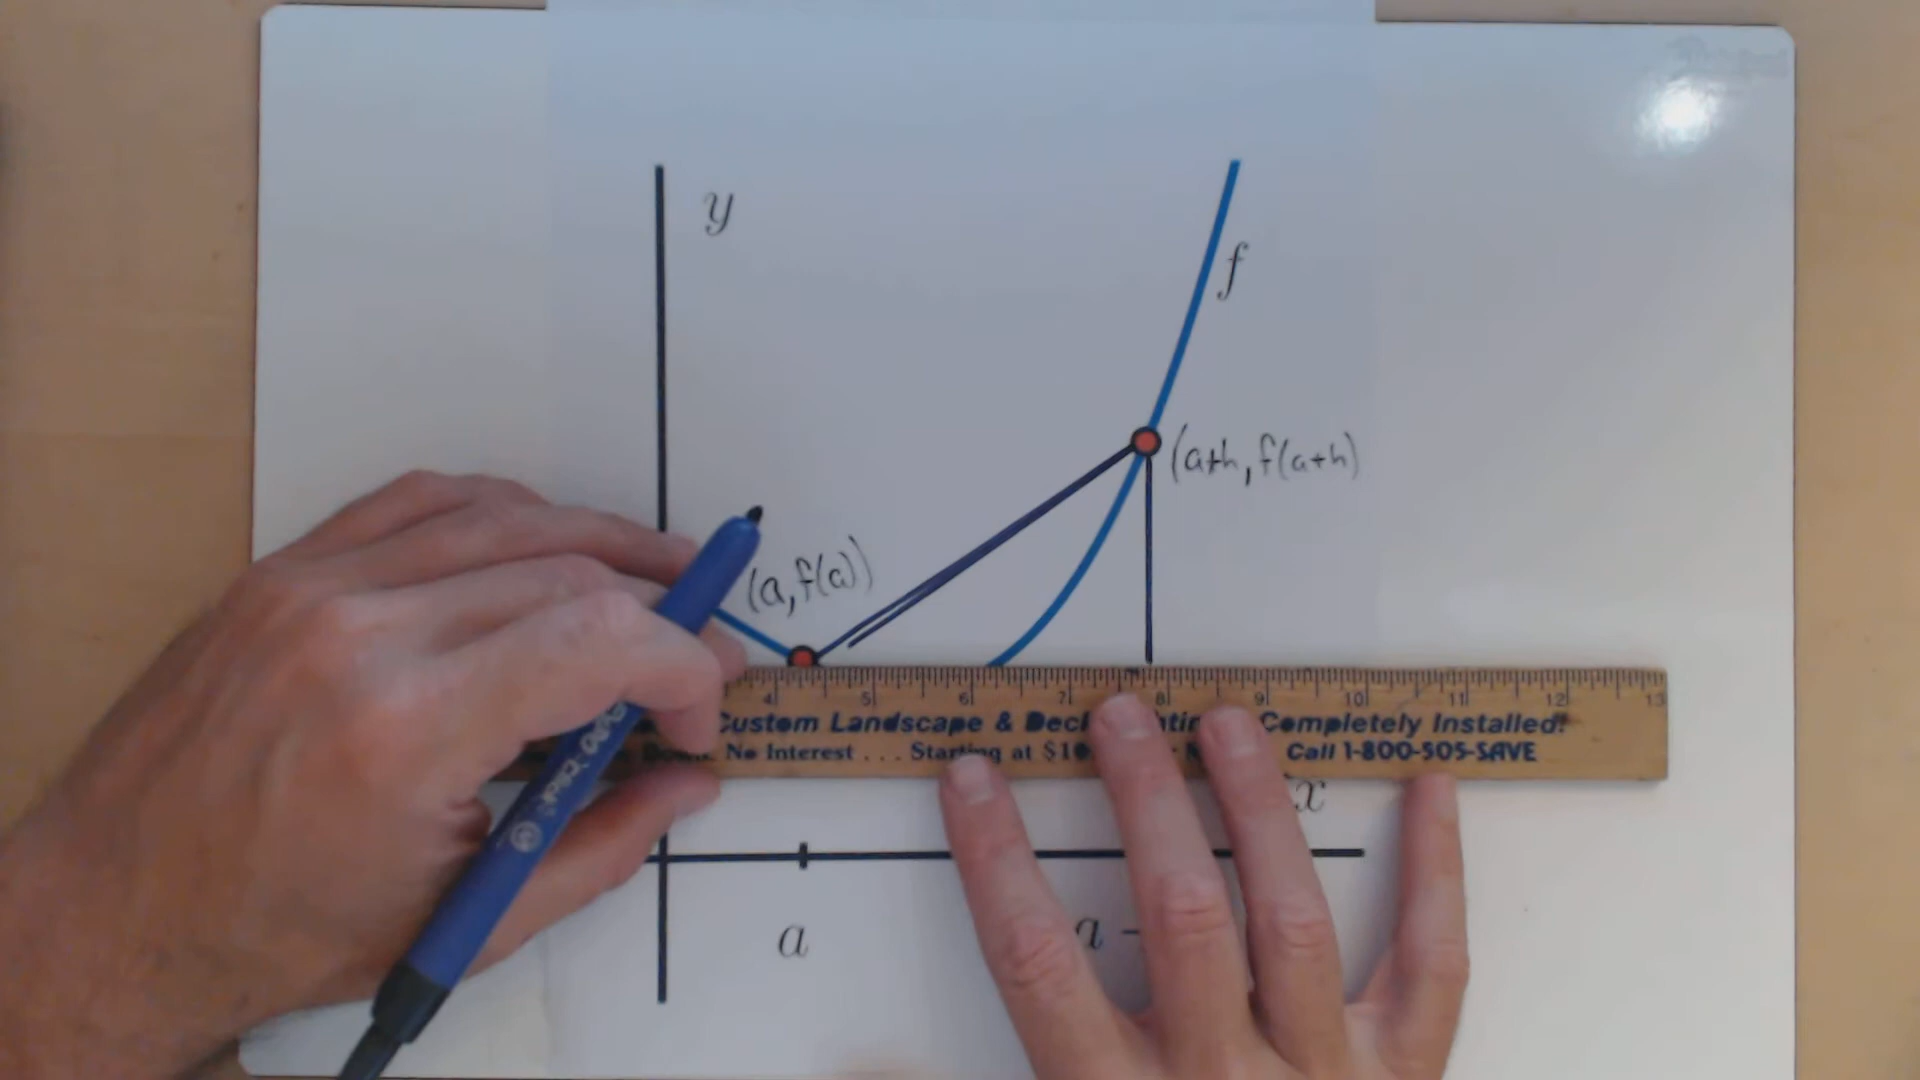 y
f
(a+h, f(a+h)
(a, f(a))
4 5 6 7 8 9 10 11 12 13
Custom Landscape & Deck Completely Installed!
No Interest . . . Starting at $10 Call 1-800-505-SAVE
x
a
a -